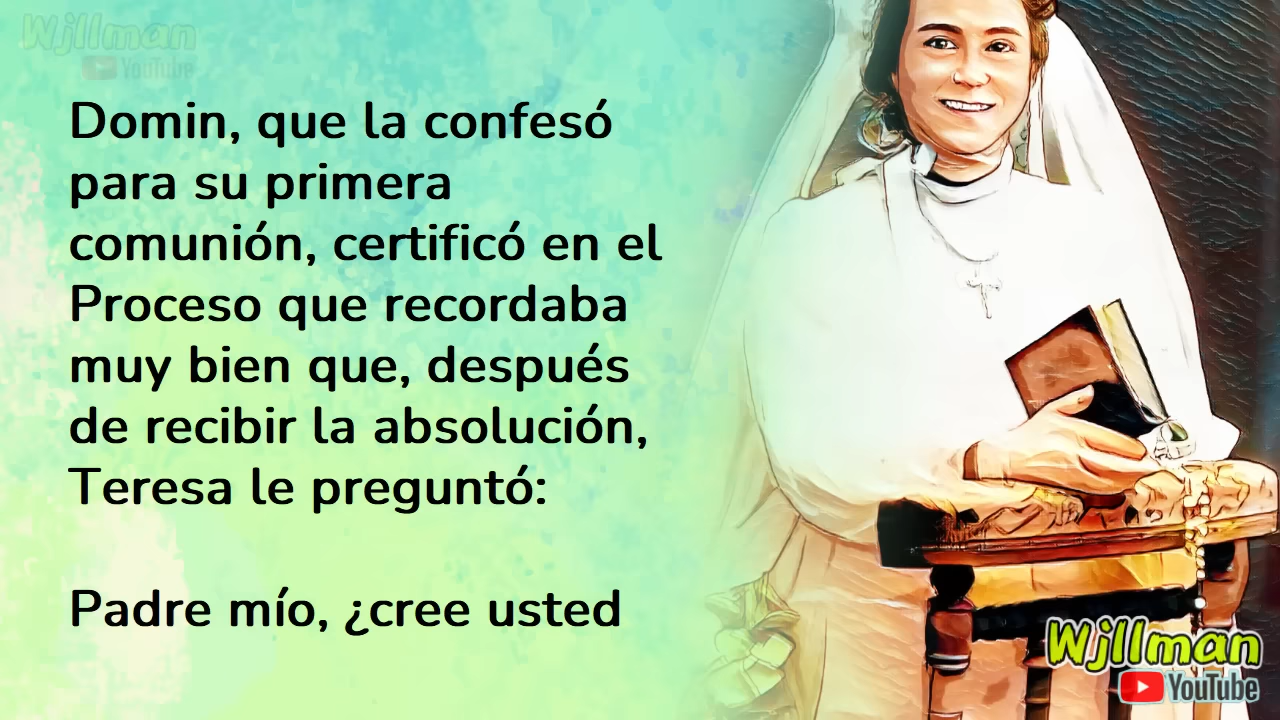 Wjllman
YouTube
Domin, que la confesó
para su primera
comunión, certificó en el
Proceso que recordaba
muy bien que, después
de recibir la absolución,
Teresa le preguntó:
Padre mío, ¿cree usted
Wjllman
YouTube